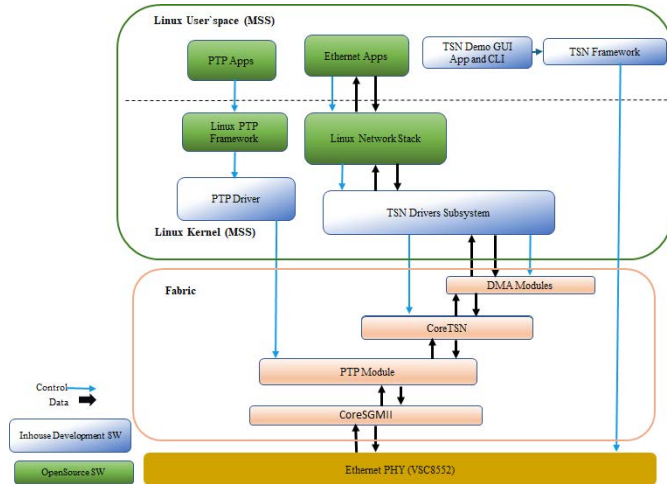 Linux User`space (MSS)
PTP Apps
Ethernet Apps
TSN Demo GUI
App and CLI
TSN Framework
Linux PTP
Framework
Linux Network Stack
PTP Driver
TSN Drivers Subsystem
Linux Kernel (MSS)
Fabric
DMA Modules
CoreTSN
PTP Module
CoreSGMII
Control
Data
Inhouse Development SW
OpenSource SW
Ethernet PHY (VSC8552)